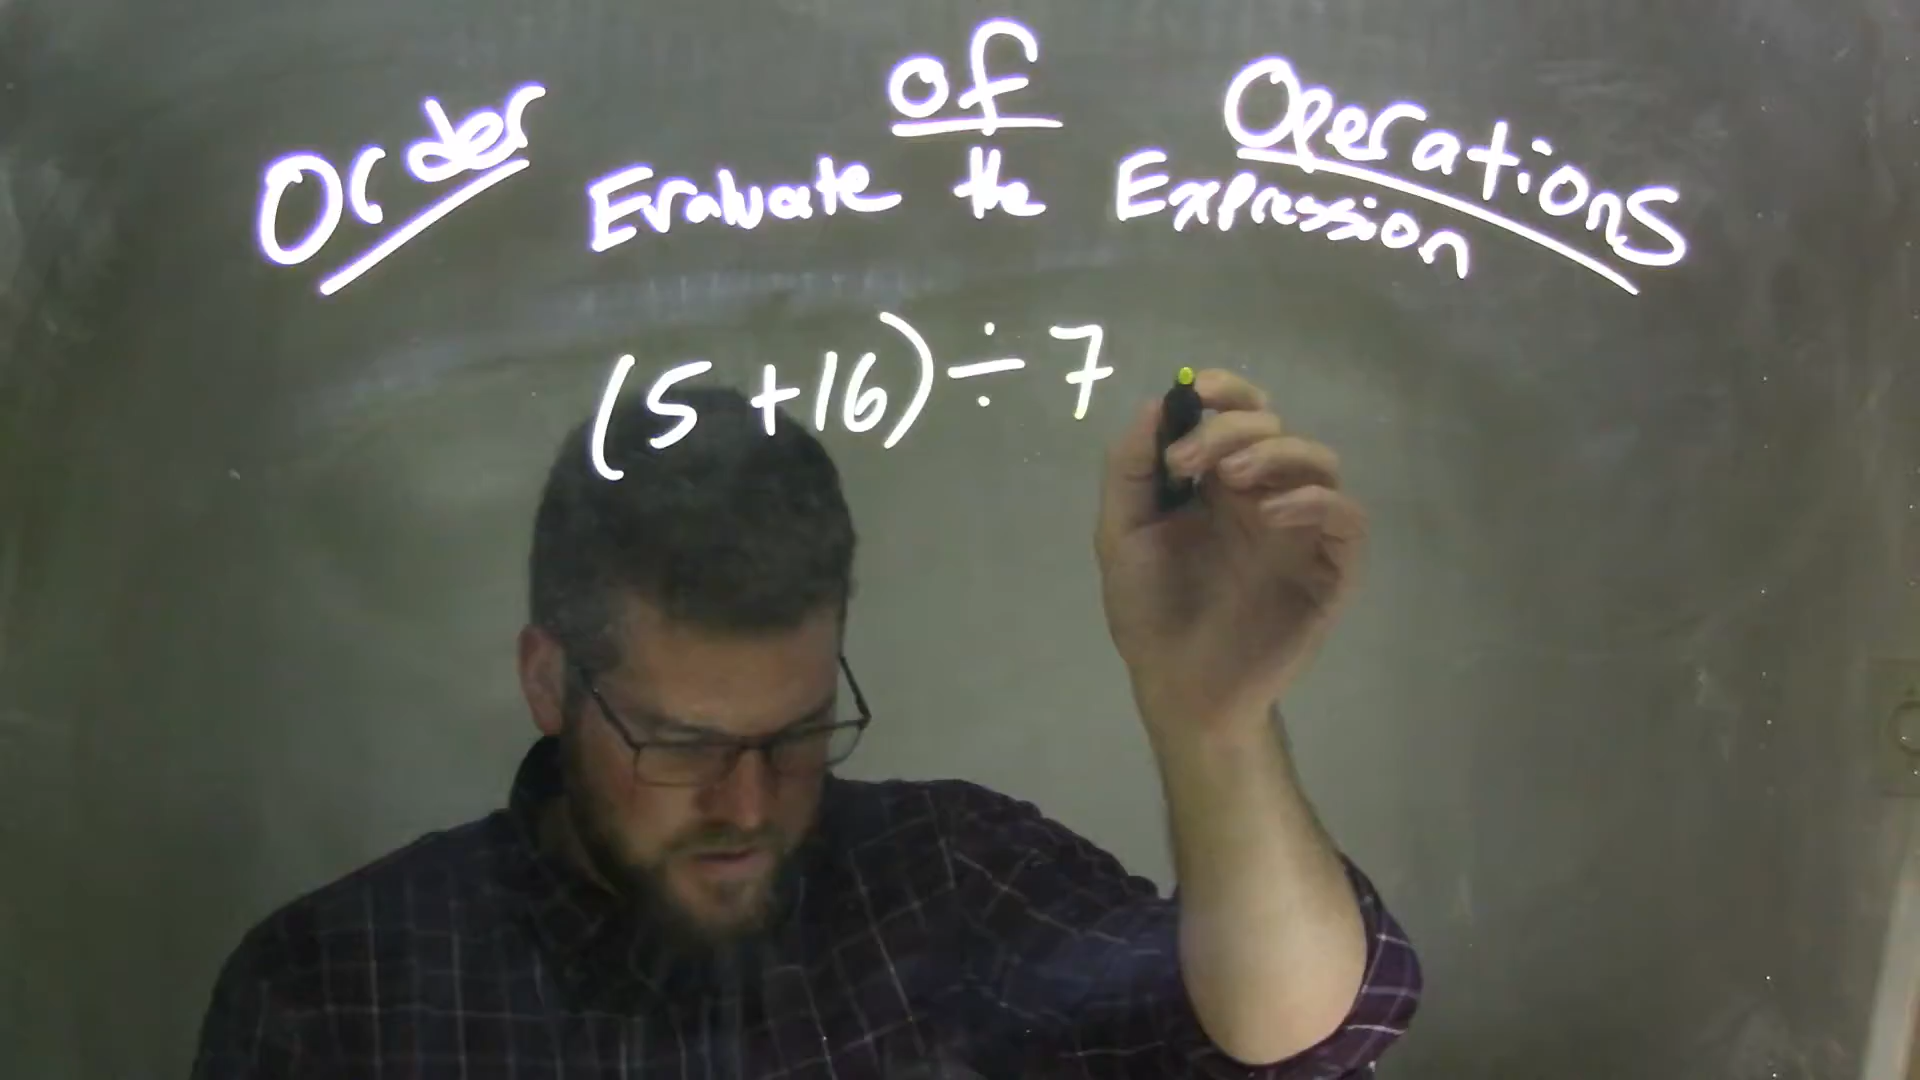 Order of Operations
Evaluate the Expression
(5+16)÷7